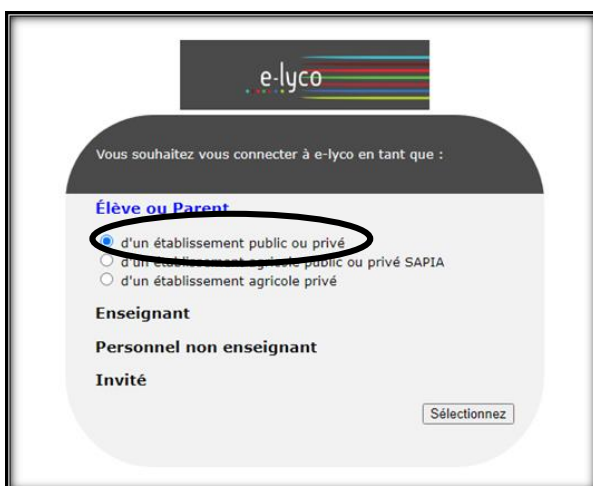 e-lyco
Vous souhaitez vous connecter à e-lyco en tant que :
Élève ou Parent
d'un établissement public ou privé
d'un établissement agricole public ou privé SAPIA
d'un établissement agricole privé
Enseignant
Personnel non enseignant
Invité
Sélectionnez